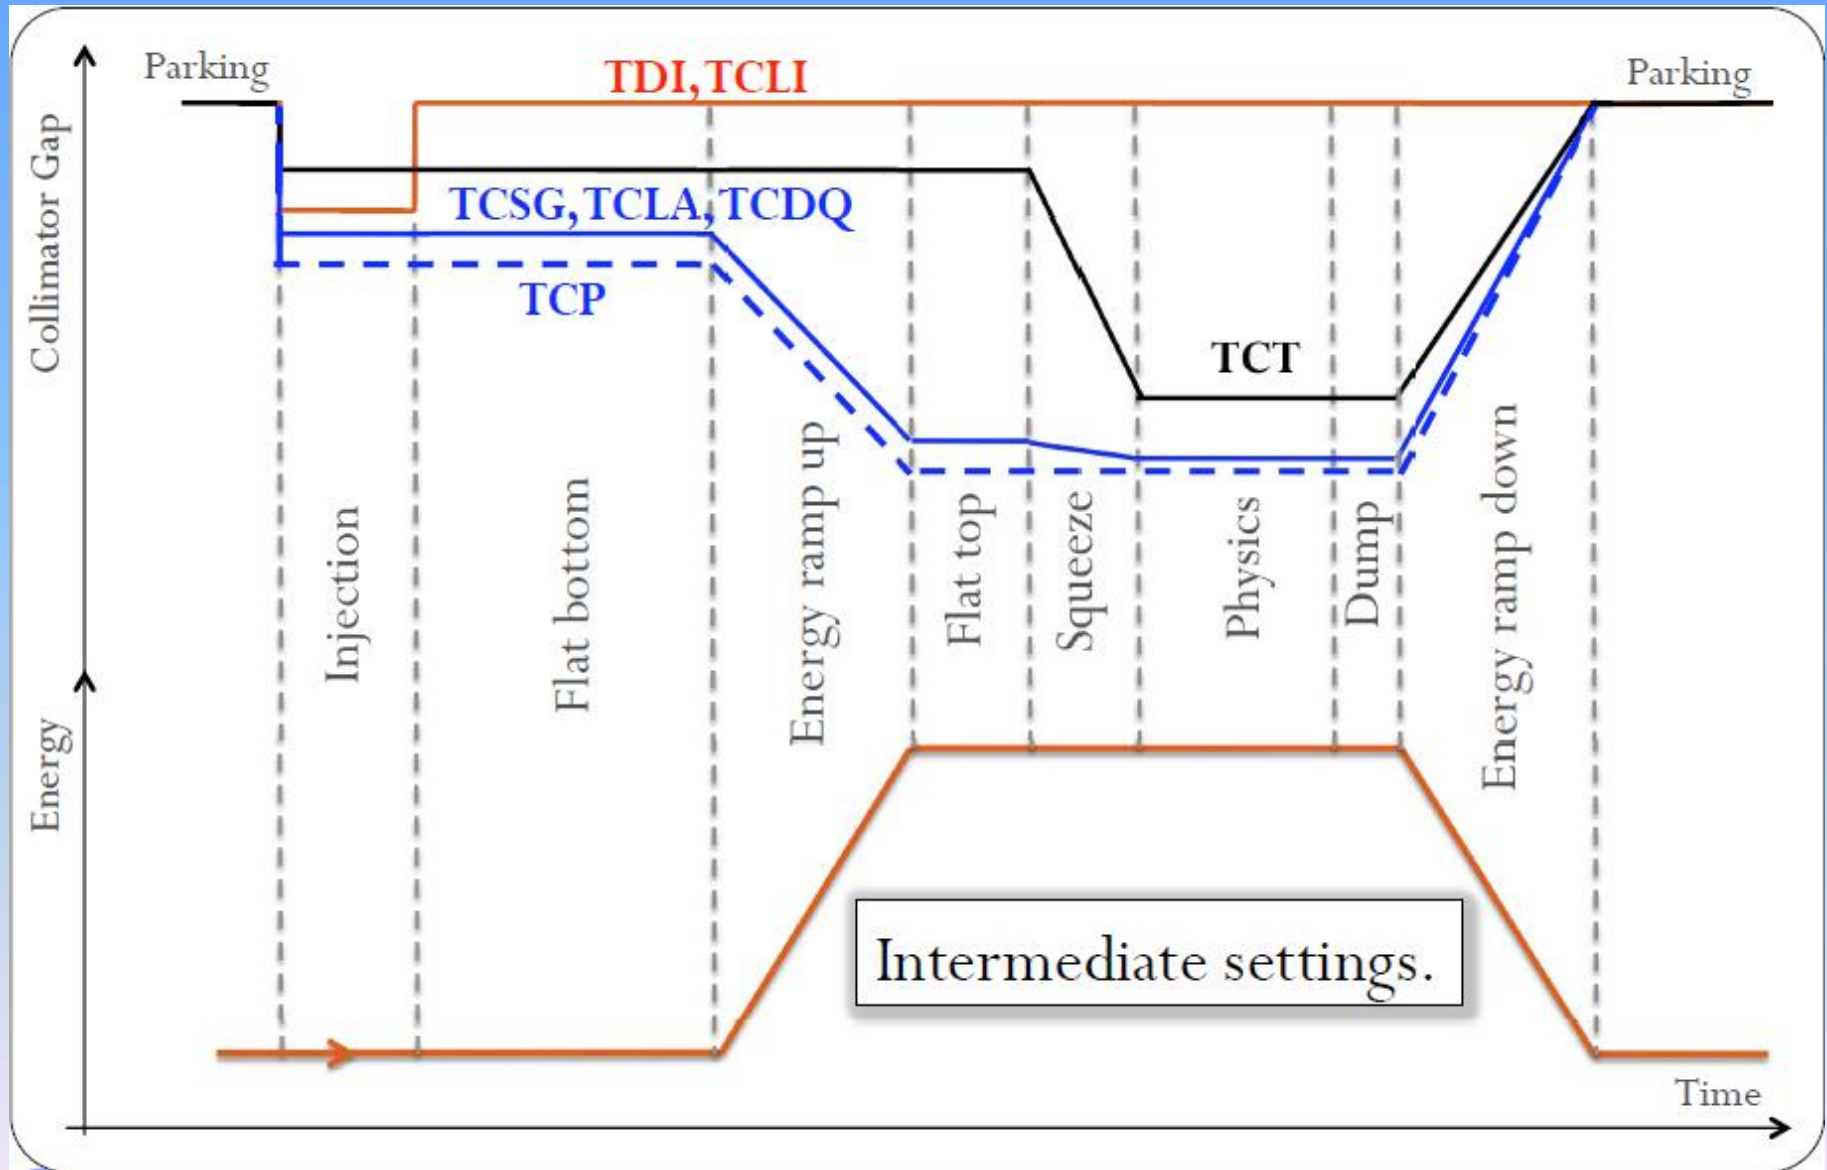 Parking
TDI, TCLI
Parking
Collimator Gap
TCSG, TCLA, TCDQ
TCP
TCT
Injection
Flat bottom
Energy ramp up
Flat top
Squeeze
Physics
Dump
Energy ramp down
Energy
Intermediate settings.
Time